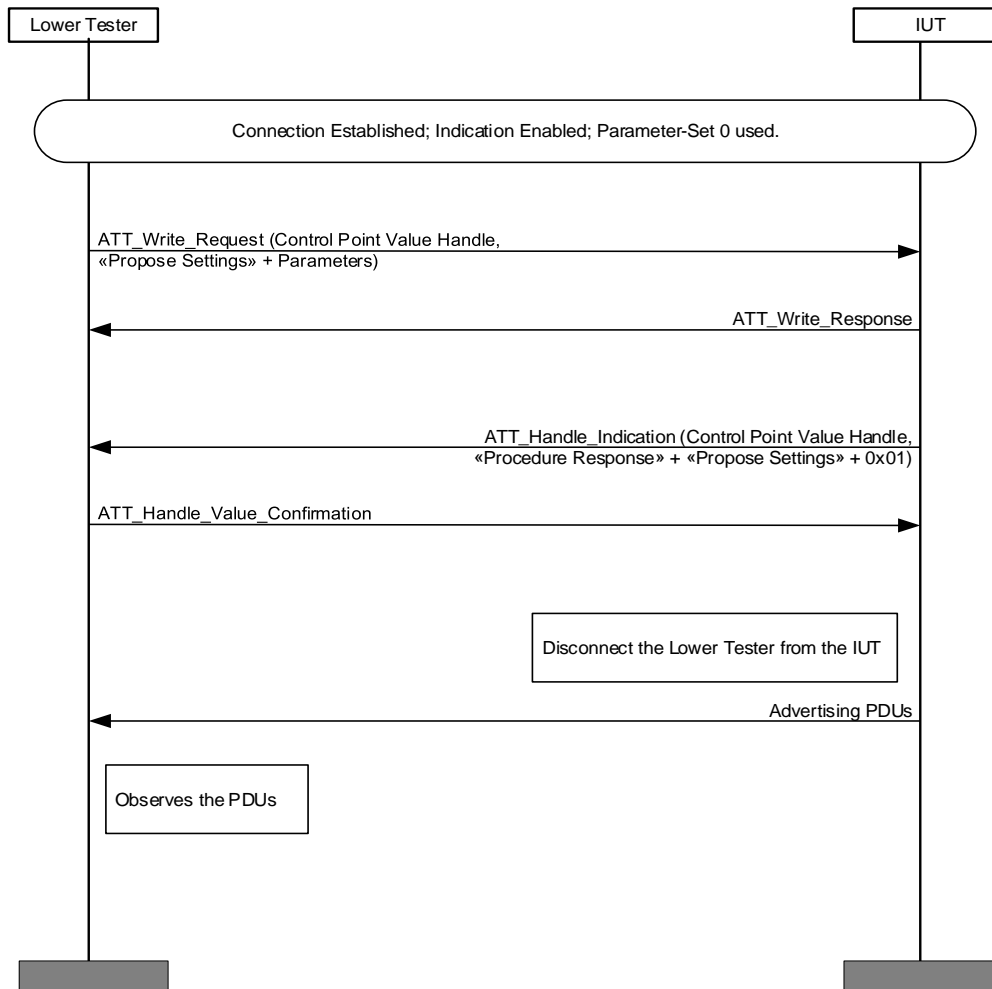 Lower Tester
IUT
Connection Established; Indication Enabled; Parameter-Set 0 used.
ATT_Write_Request (Control Point Value Handle,
«Propose Settings» + Parameters)
ATT_Write_Response
ATT_Handle_Indication (Control Point Value Handle,
«Procedure Response» + «Propose Settings» + 0x01)
ATT_Handle_Value_Confirmation
Disconnect the Lower Tester from the IUT
Advertising PDUs
Observes the PDUs